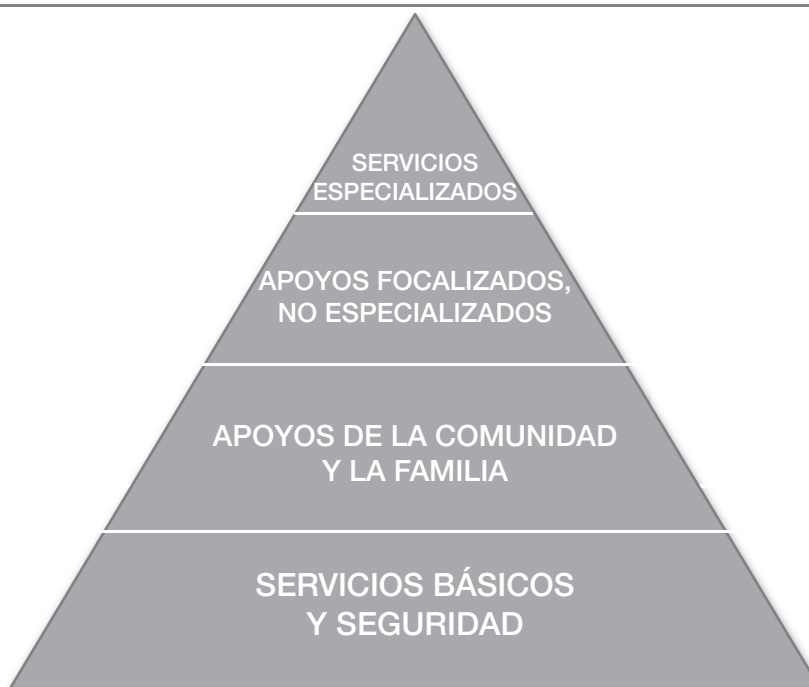 SERVICIOS
ESPECIALIZADOS
APOYOS FOCALIZADOS,
NO ESPECIALIZADOS
APOYOS DE LA COMUNIDAD
Y LA FAMILIA
SERVICIOS BÁSICOS
Y SEGURIDAD